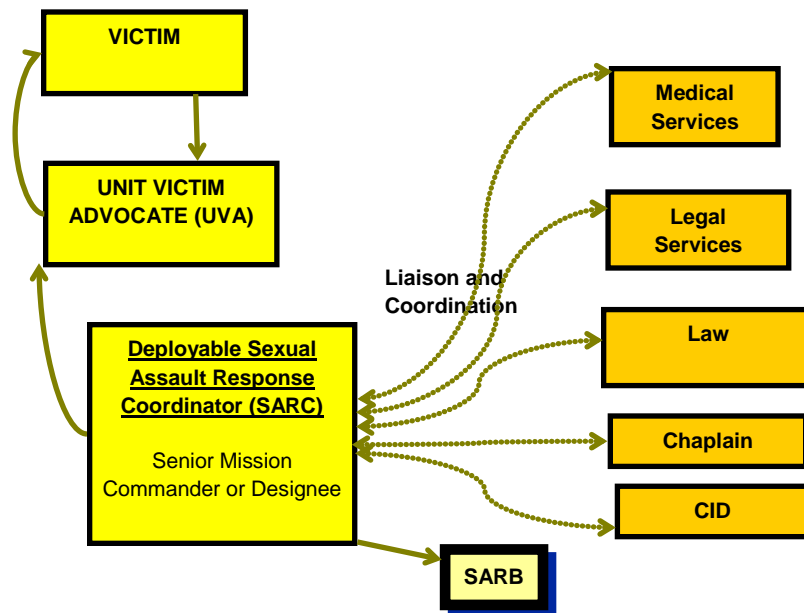 VICTIM
UNIT VICTIM
ADVOCATE (UVA)
Deployable Sexual
Assault Response
Coordinator (SARC)
Senior Mission
Commander or Designee
Liaison and
Coordination
Medical
Services
Legal
Services
Law
Chaplain
CID
SARB